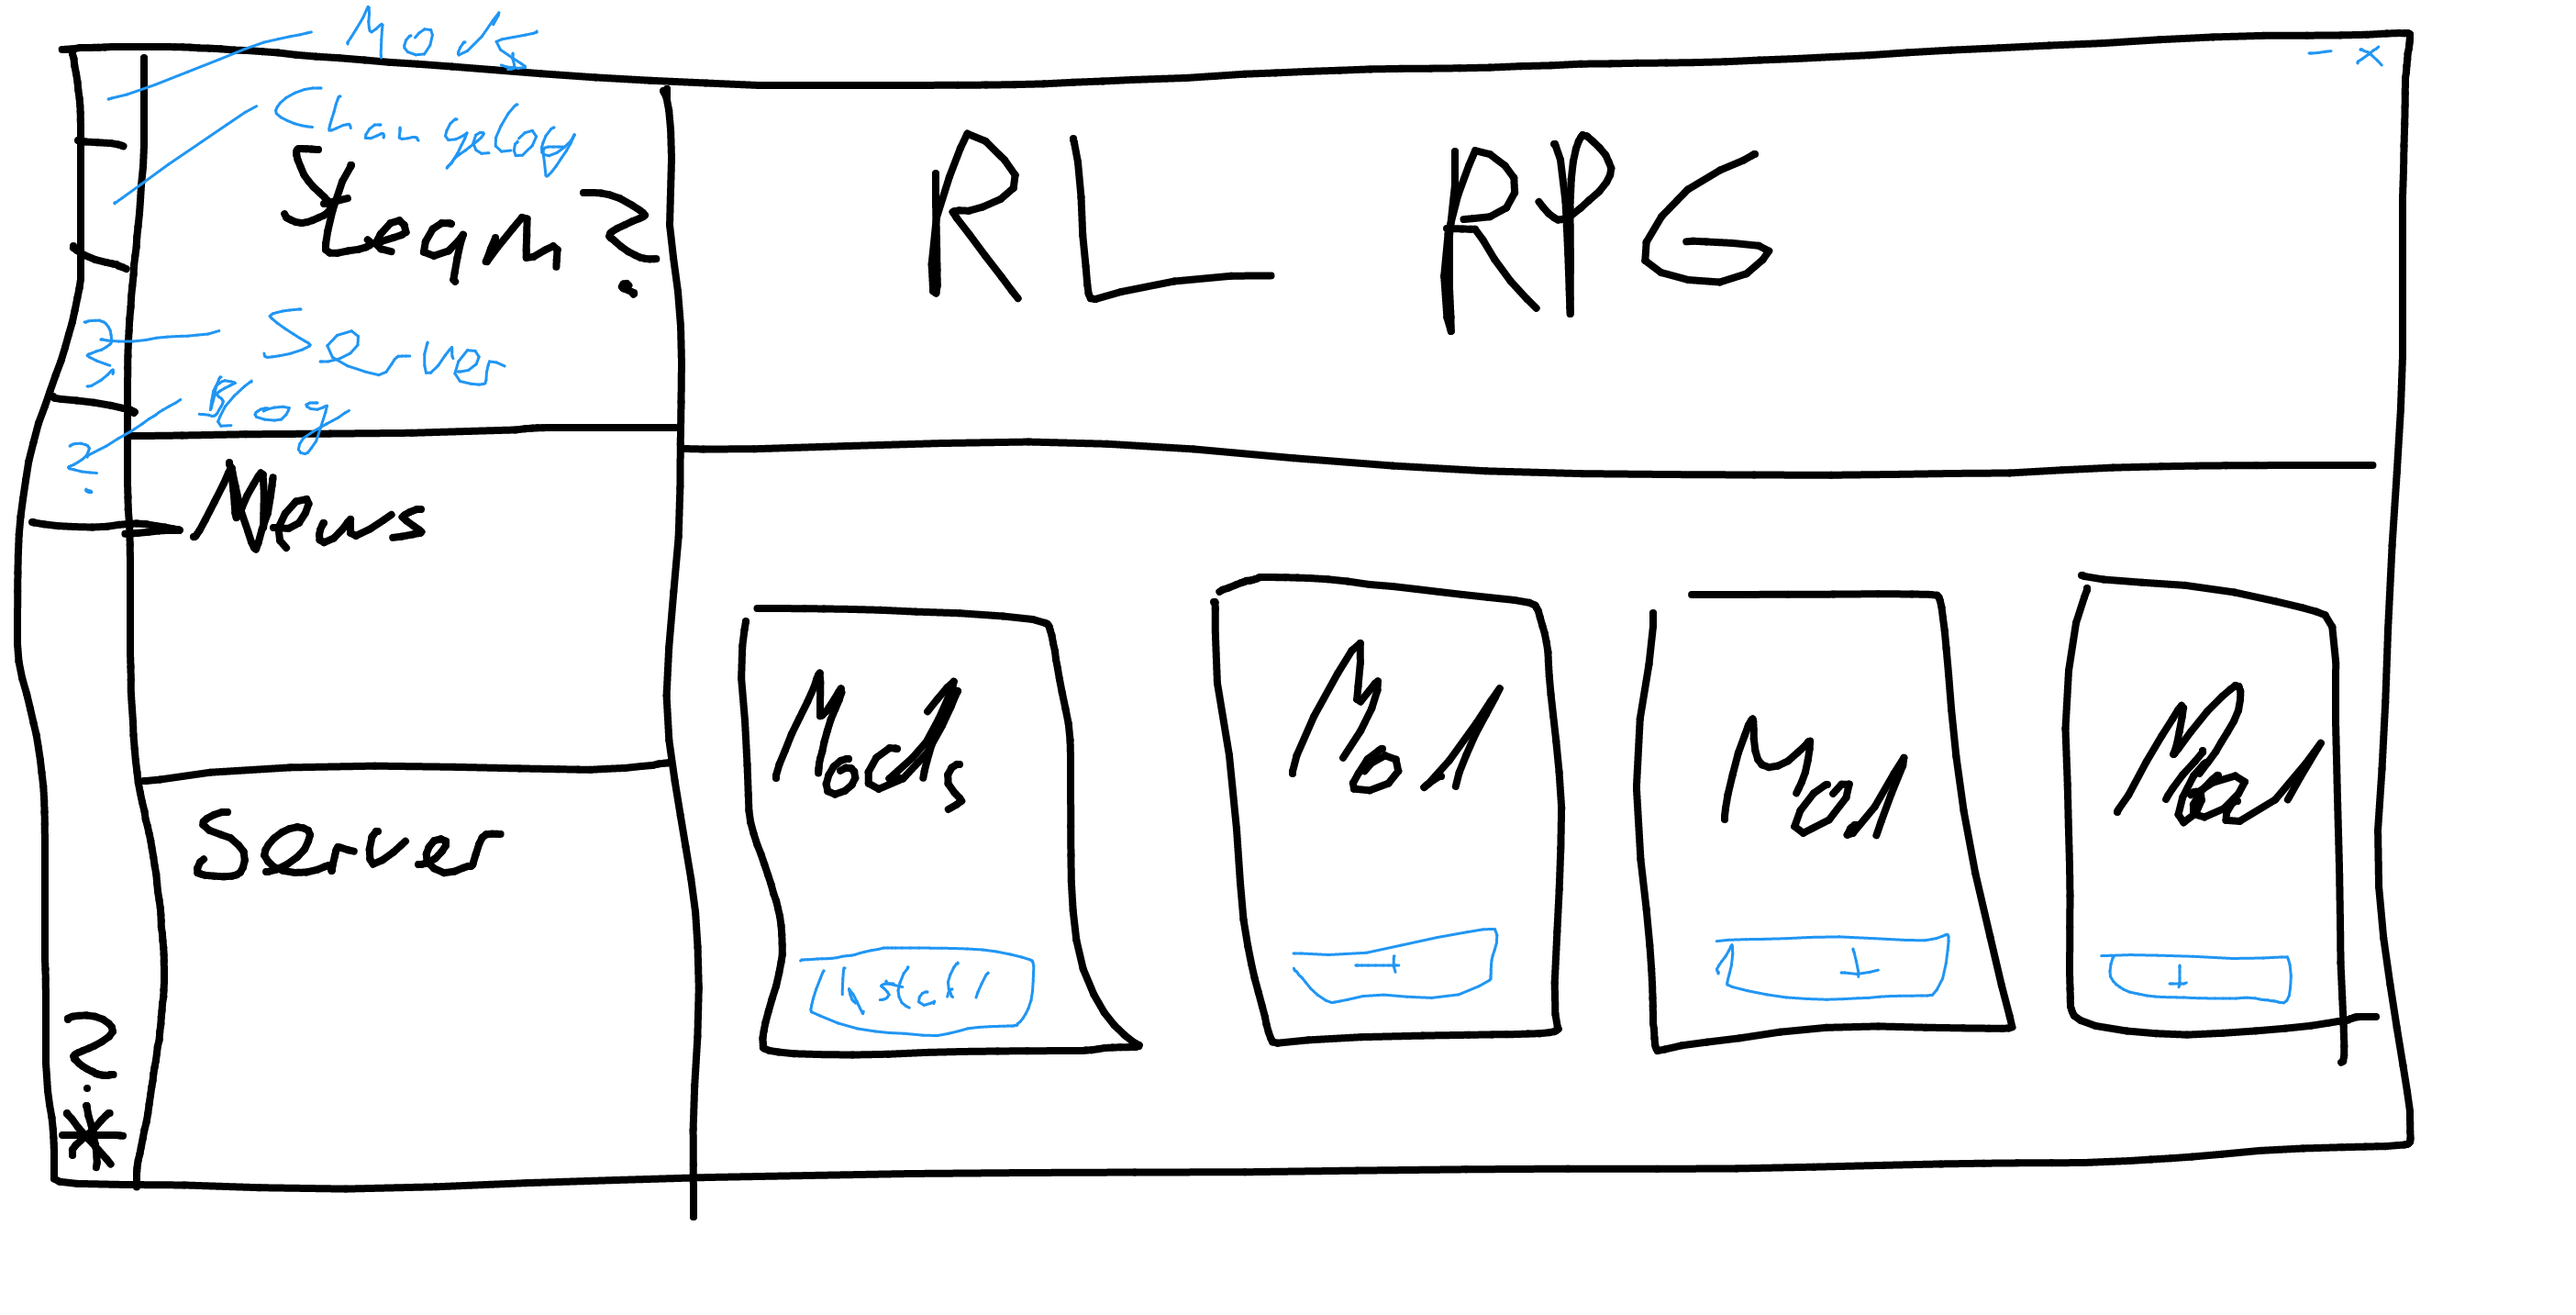 Mods
Changelog
Steam?
RL RPG
?
Server
?
Blog
News
Mods
Mod
Mod
Mod
Server
Install
+
+
+
?
- x